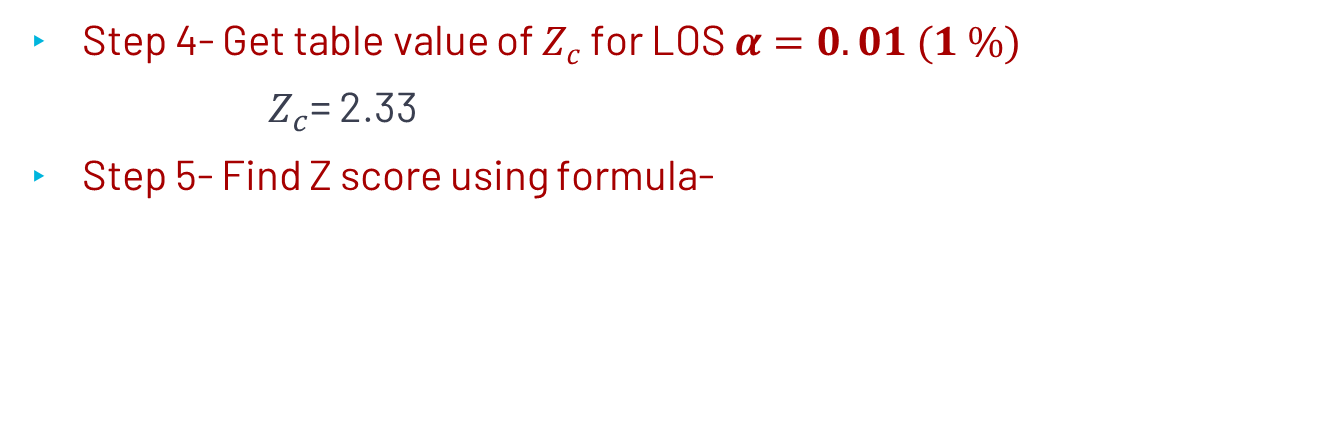 ‣ Step 4- Get table value of Z_c for LOS α = 0.01 (1 %)
Z_c= 2.33
‣ Step 5- Find Z score using formula-